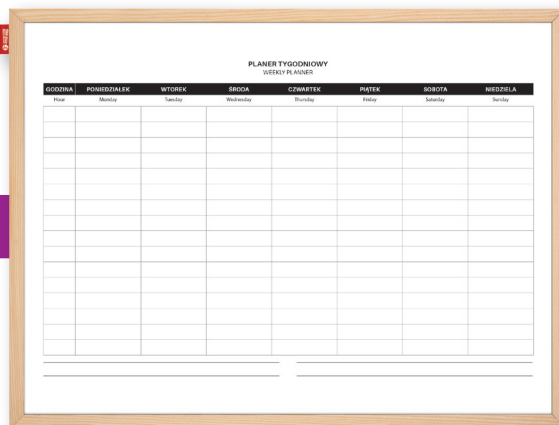 PLANER TYGODNIOWY
WEEKLY PLANNER
GODZINA PONIEDZIAŁEK WTOREK ŚRODA CZWARTEK PIĄTEK SOBOTA NIEDZIELA
Hour Monday Tuesday Wednesday Thursday Friday Saturday Sunday